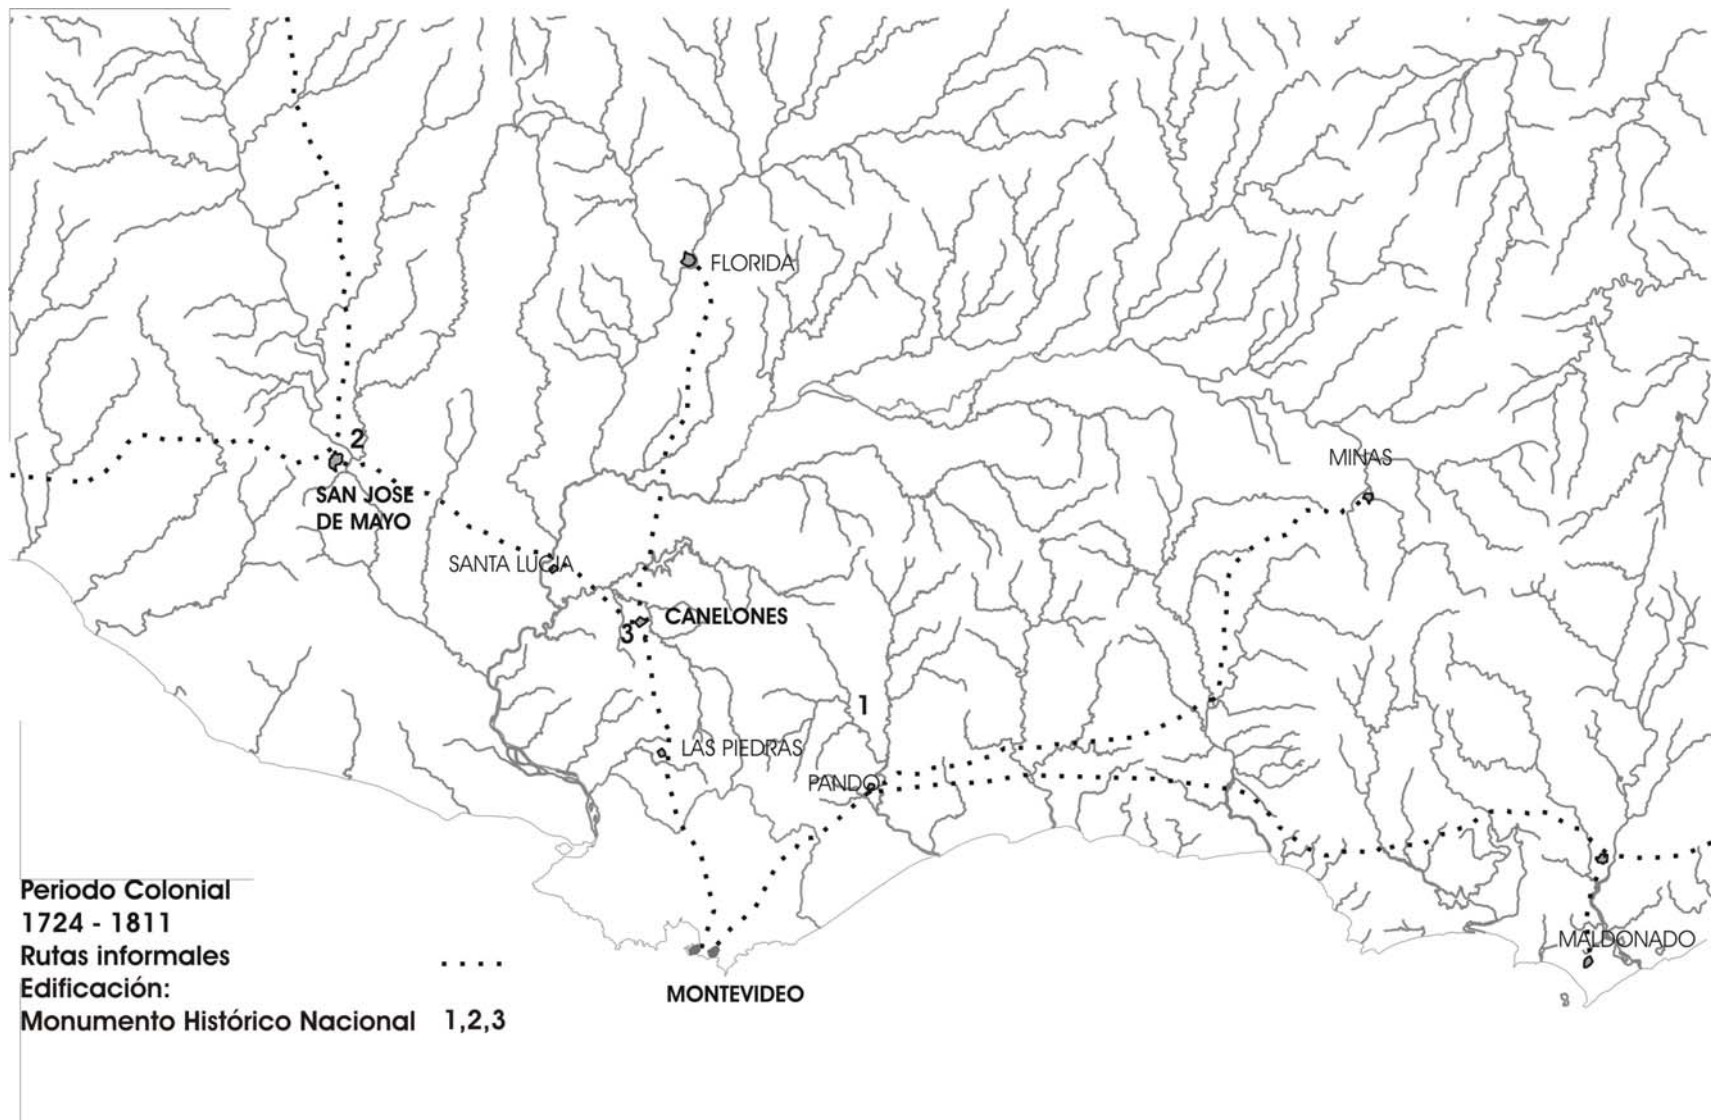 FLORIDA
MINAS
2
SAN JOSE
DE MAYO
SANTA LUCIA
CANELONES
3
1
LAS PIEDRAS
PANDO
MALDONADO
MONTEVIDEO
Periodo Colonial
1724 - 1811
Rutas informales . . . .
Edificación:
Monumento Histórico Nacional 1,2,3